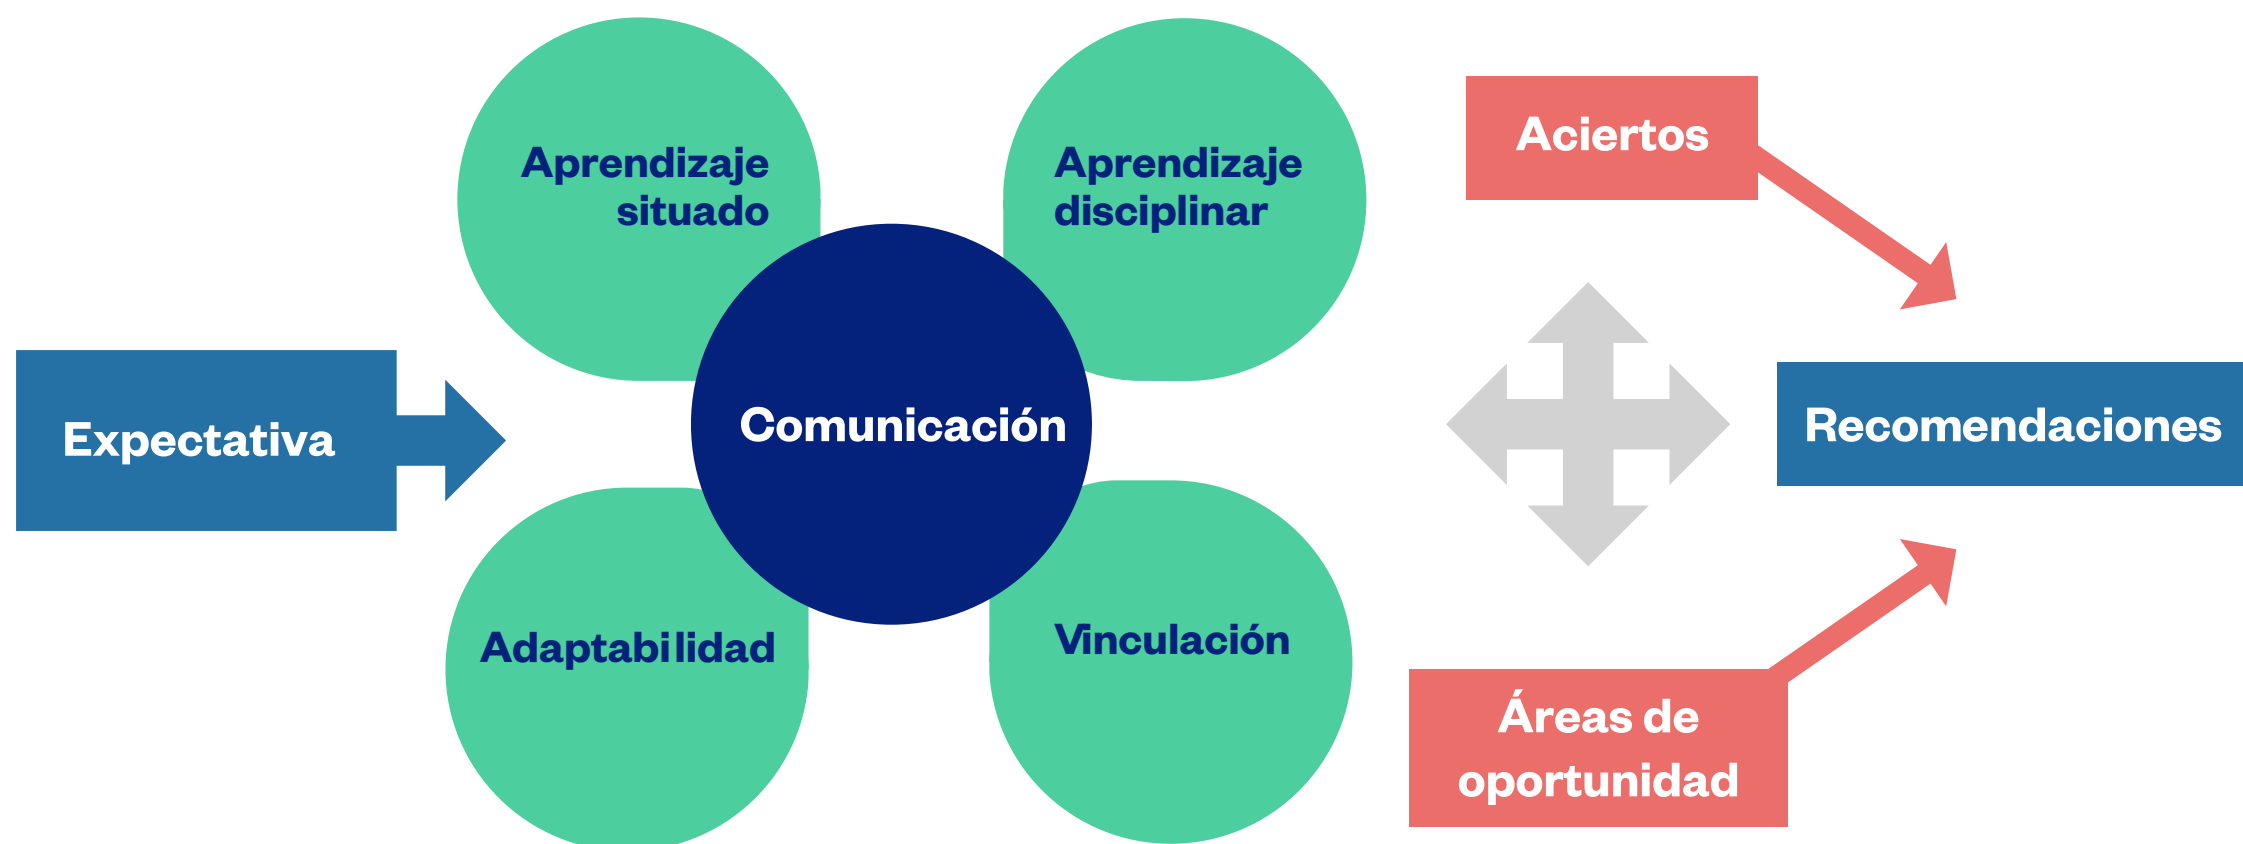 Expectativa
Aprendizaje
situado
Aprendizaje
disciplinar
Comunicación
Adaptabilidad
Vinculación
Aciertos
Áreas de
oportunidad
Recomendaciones